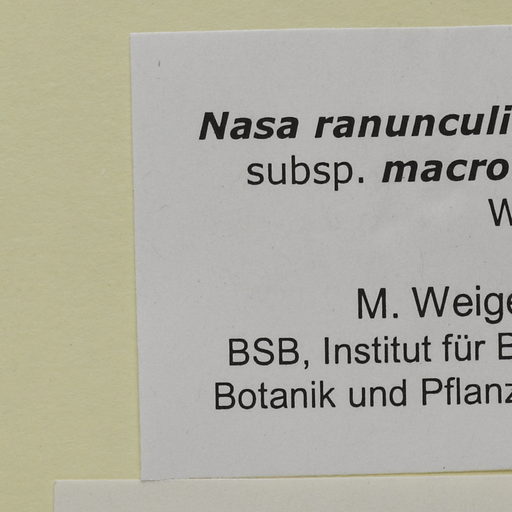 Nasa ranunculi
subsp. macro
W
M. Weige
BSB, Institut für B
Botanik und Pflanz